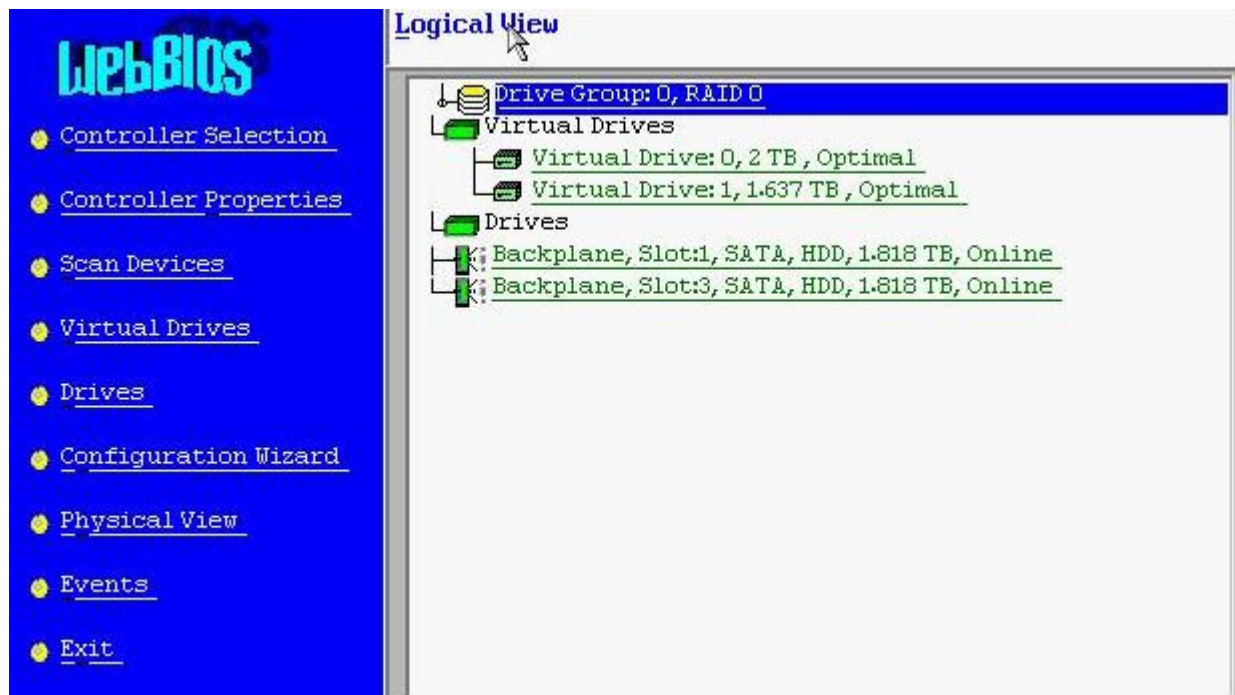 WebBIOS
Controller Selection
Controller Properties
Scan Devices
Virtual Drives
Drives
Configuration Wizard
Physical View
Events
Exit
Logical View
Drive Group: 0, RAID 0
Virtual Drives
Virtual Drive: 0, 2 TB , Optimal
Virtual Drive: 1, 1.637 TB , Optimal
Drives
Backplane, Slot:1, SATA, HDD, 1.818 TB, Online
Backplane, Slot:3, SATA, HDD, 1.818 TB, Online